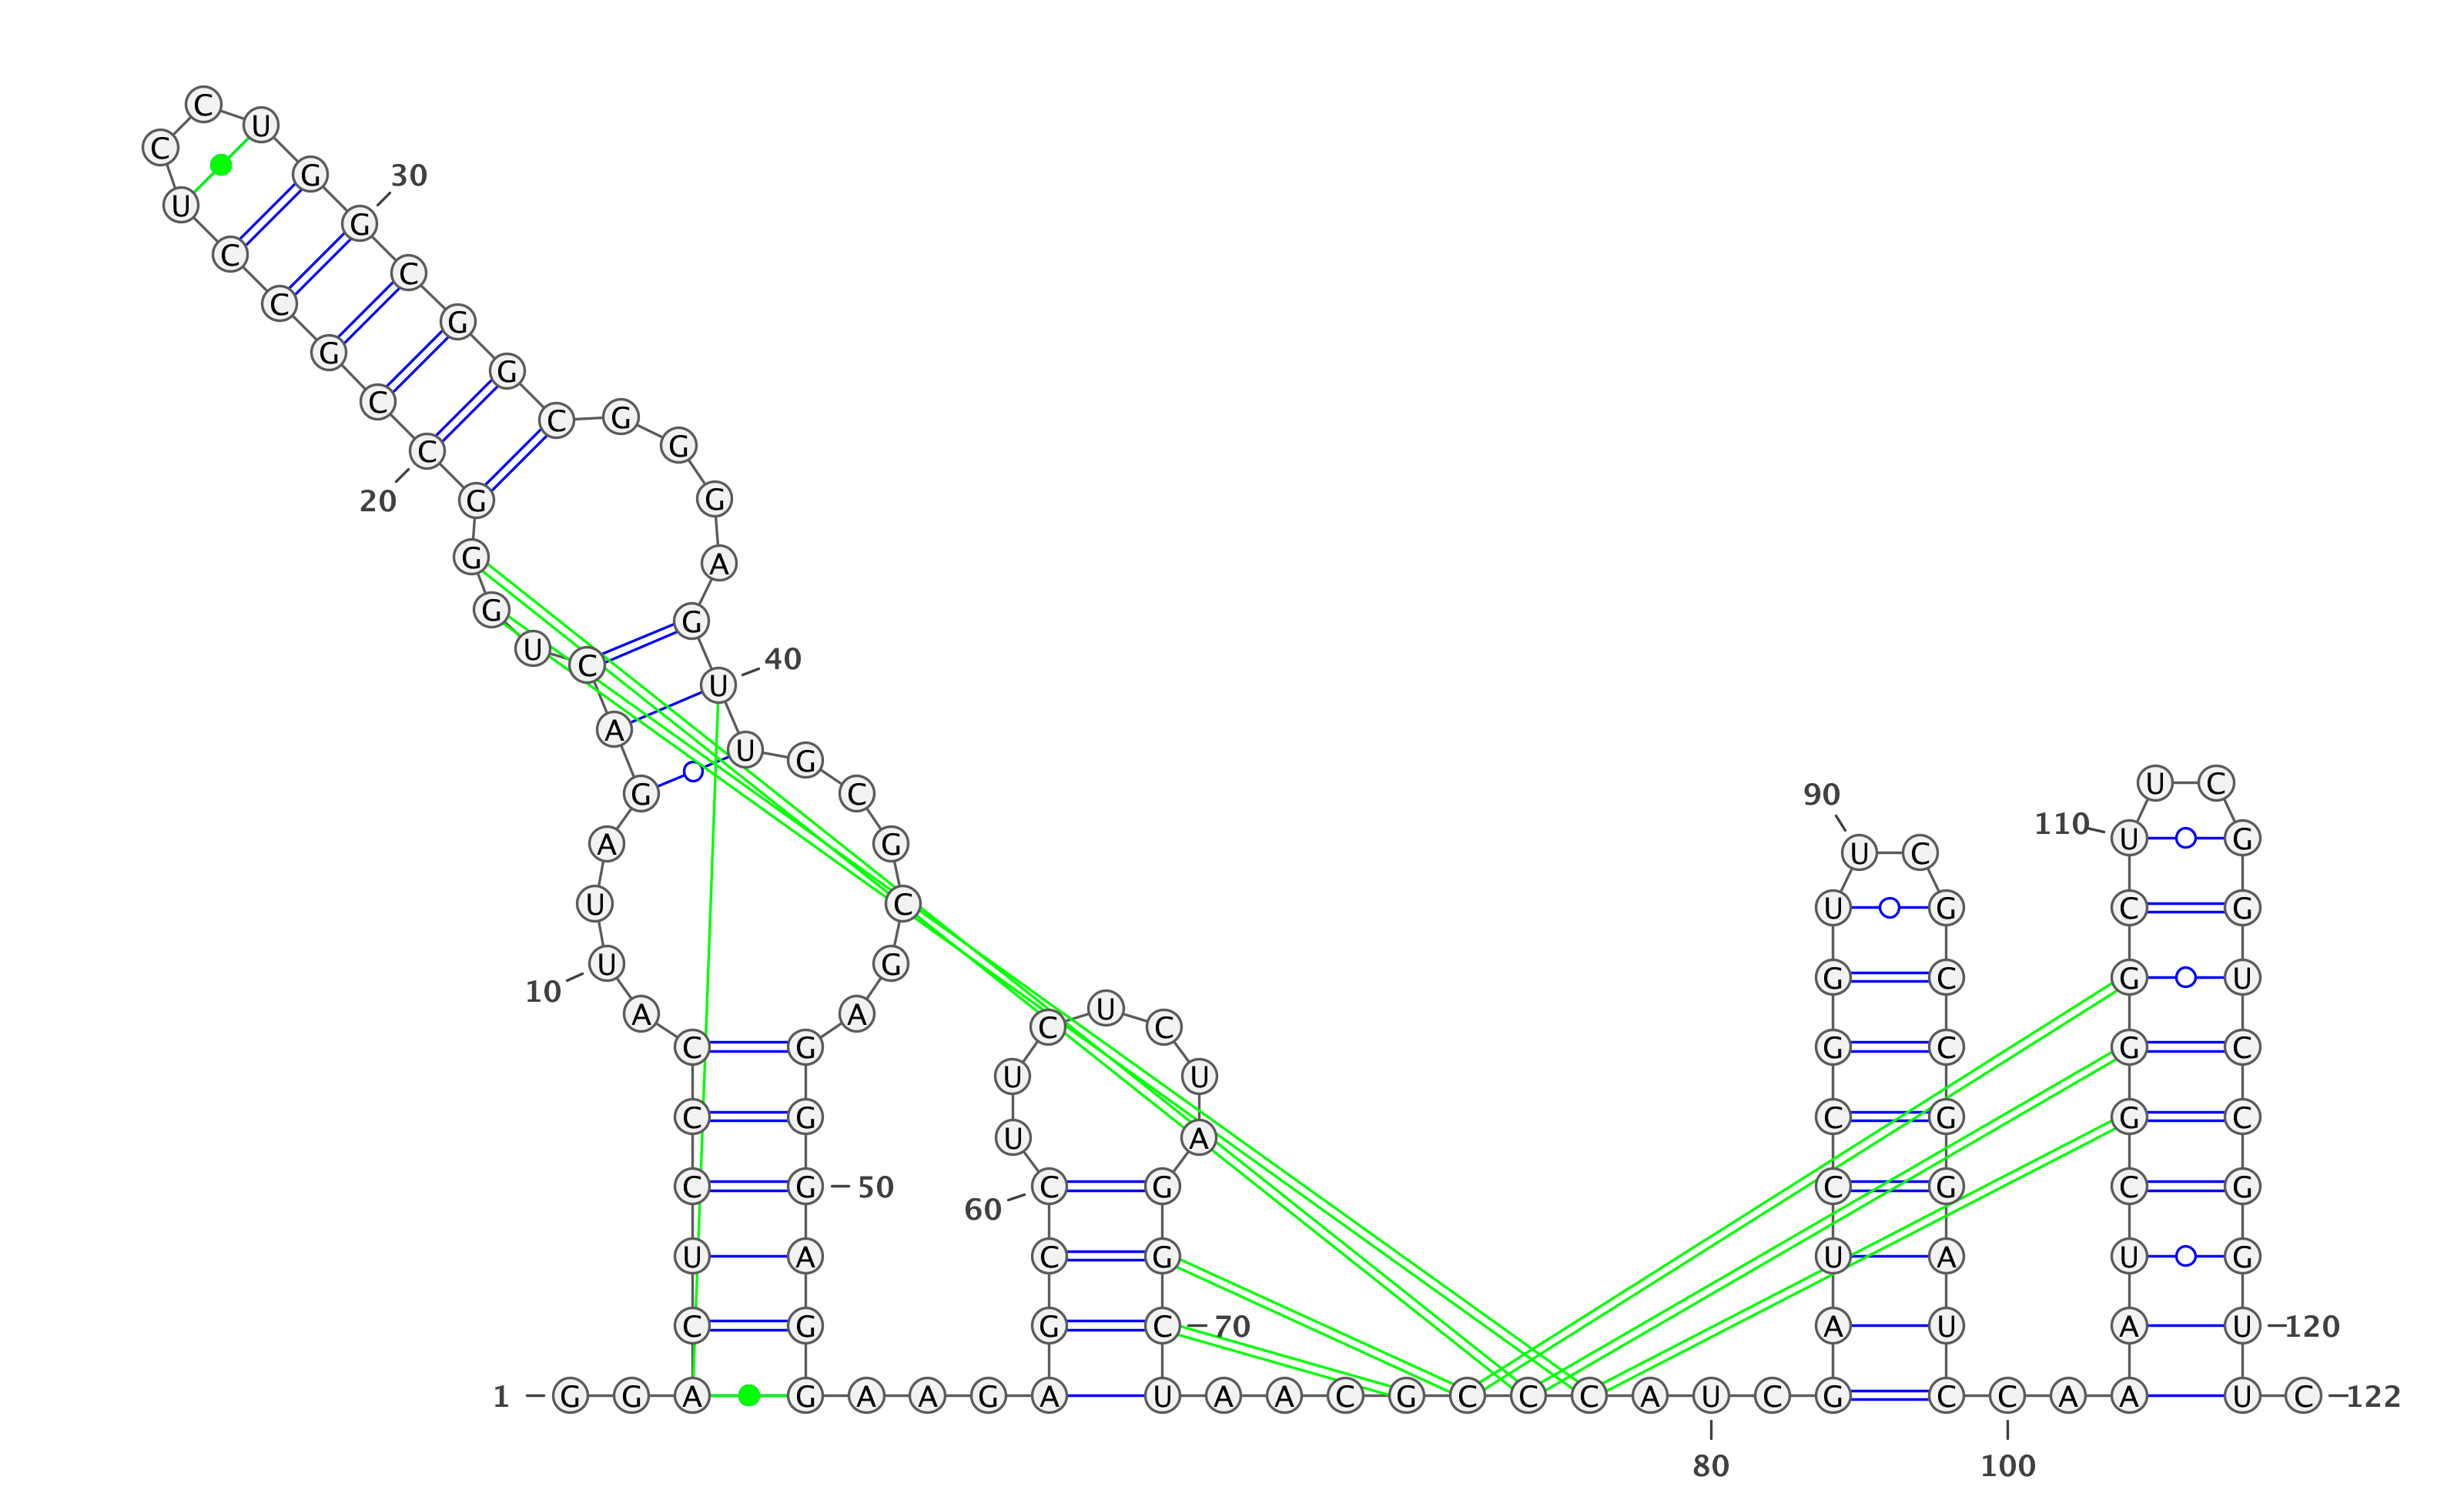 C
U
C
G 30
U
G
C
C
C
G
G
G
C
C G
G
C
20 G G
G A
G G
U C 40
U
A
U G
U C
G C 90
110 U G
A G
U C
U C U G C G
10 U G G C G U
A A U
C C
C G G C G C
U U
C G C G G C
U A
C G 50 C G C G C G
60
U A C G U A U G
C G G C 70 A U A U 120
1 G G A G A A G A U A A C G C C C A U C G C C A A A U C 122
80 100